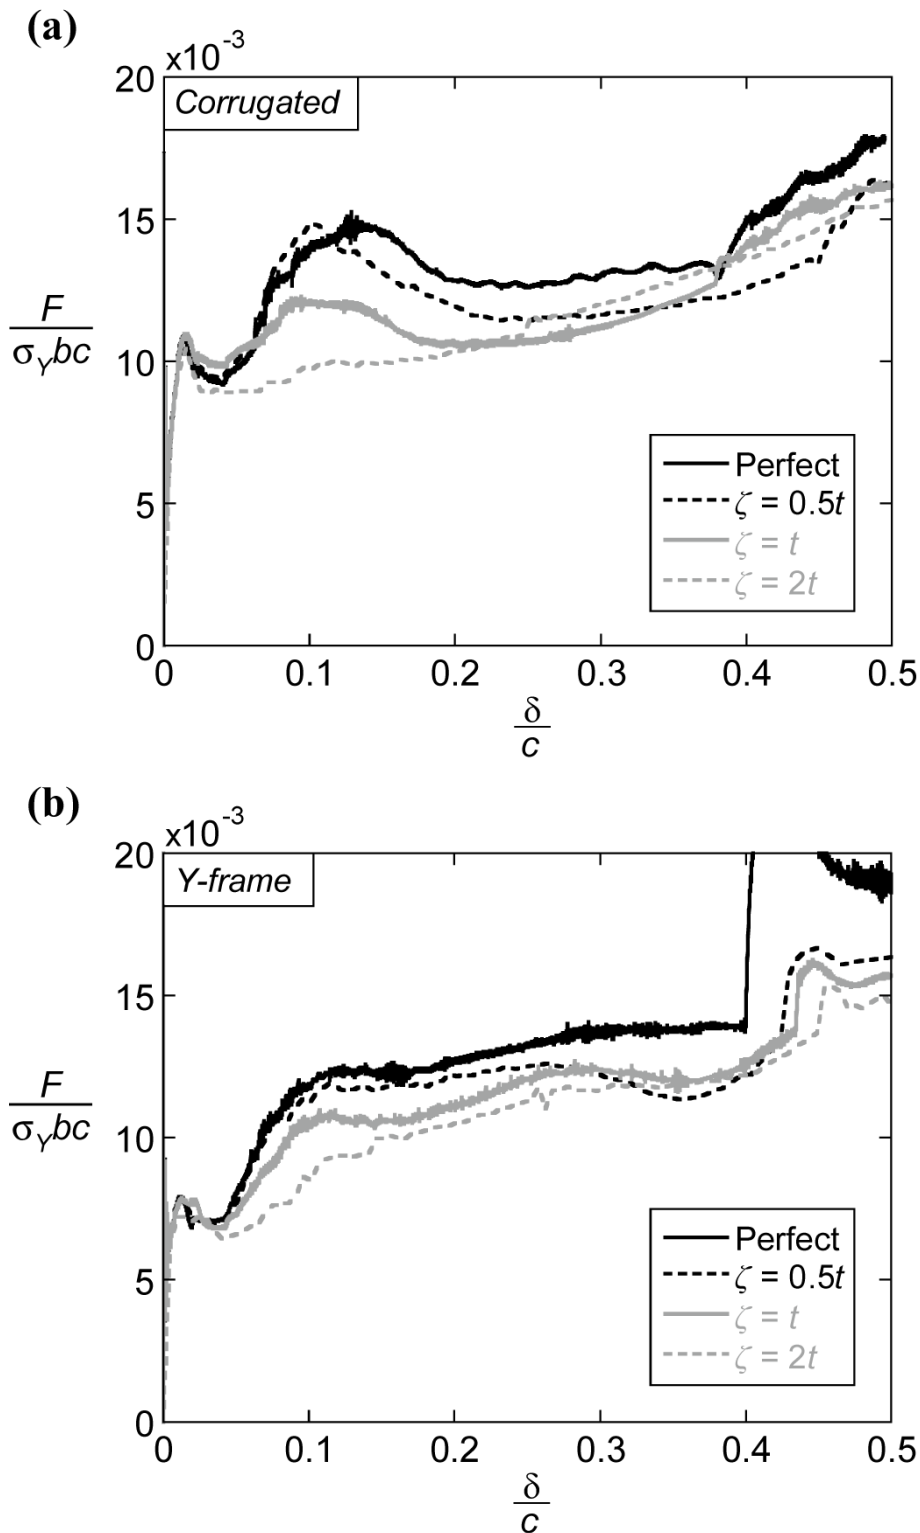 (a)
x10⁻³
20
Corrugated
15
F
σ_Y bc
10
Perfect
ζ = 0.5t
5
ζ = t
ζ = 2t
0
0 0.1 0.2 0.3 0.4 0.5
δ
c
(b)
x10⁻³
20
Y-frame
15
F
σ_Y bc
10
Perfect
ζ = 0.5t
5
ζ = t
ζ = 2t
0
0 0.1 0.2 0.3 0.4 0.5
δ
c